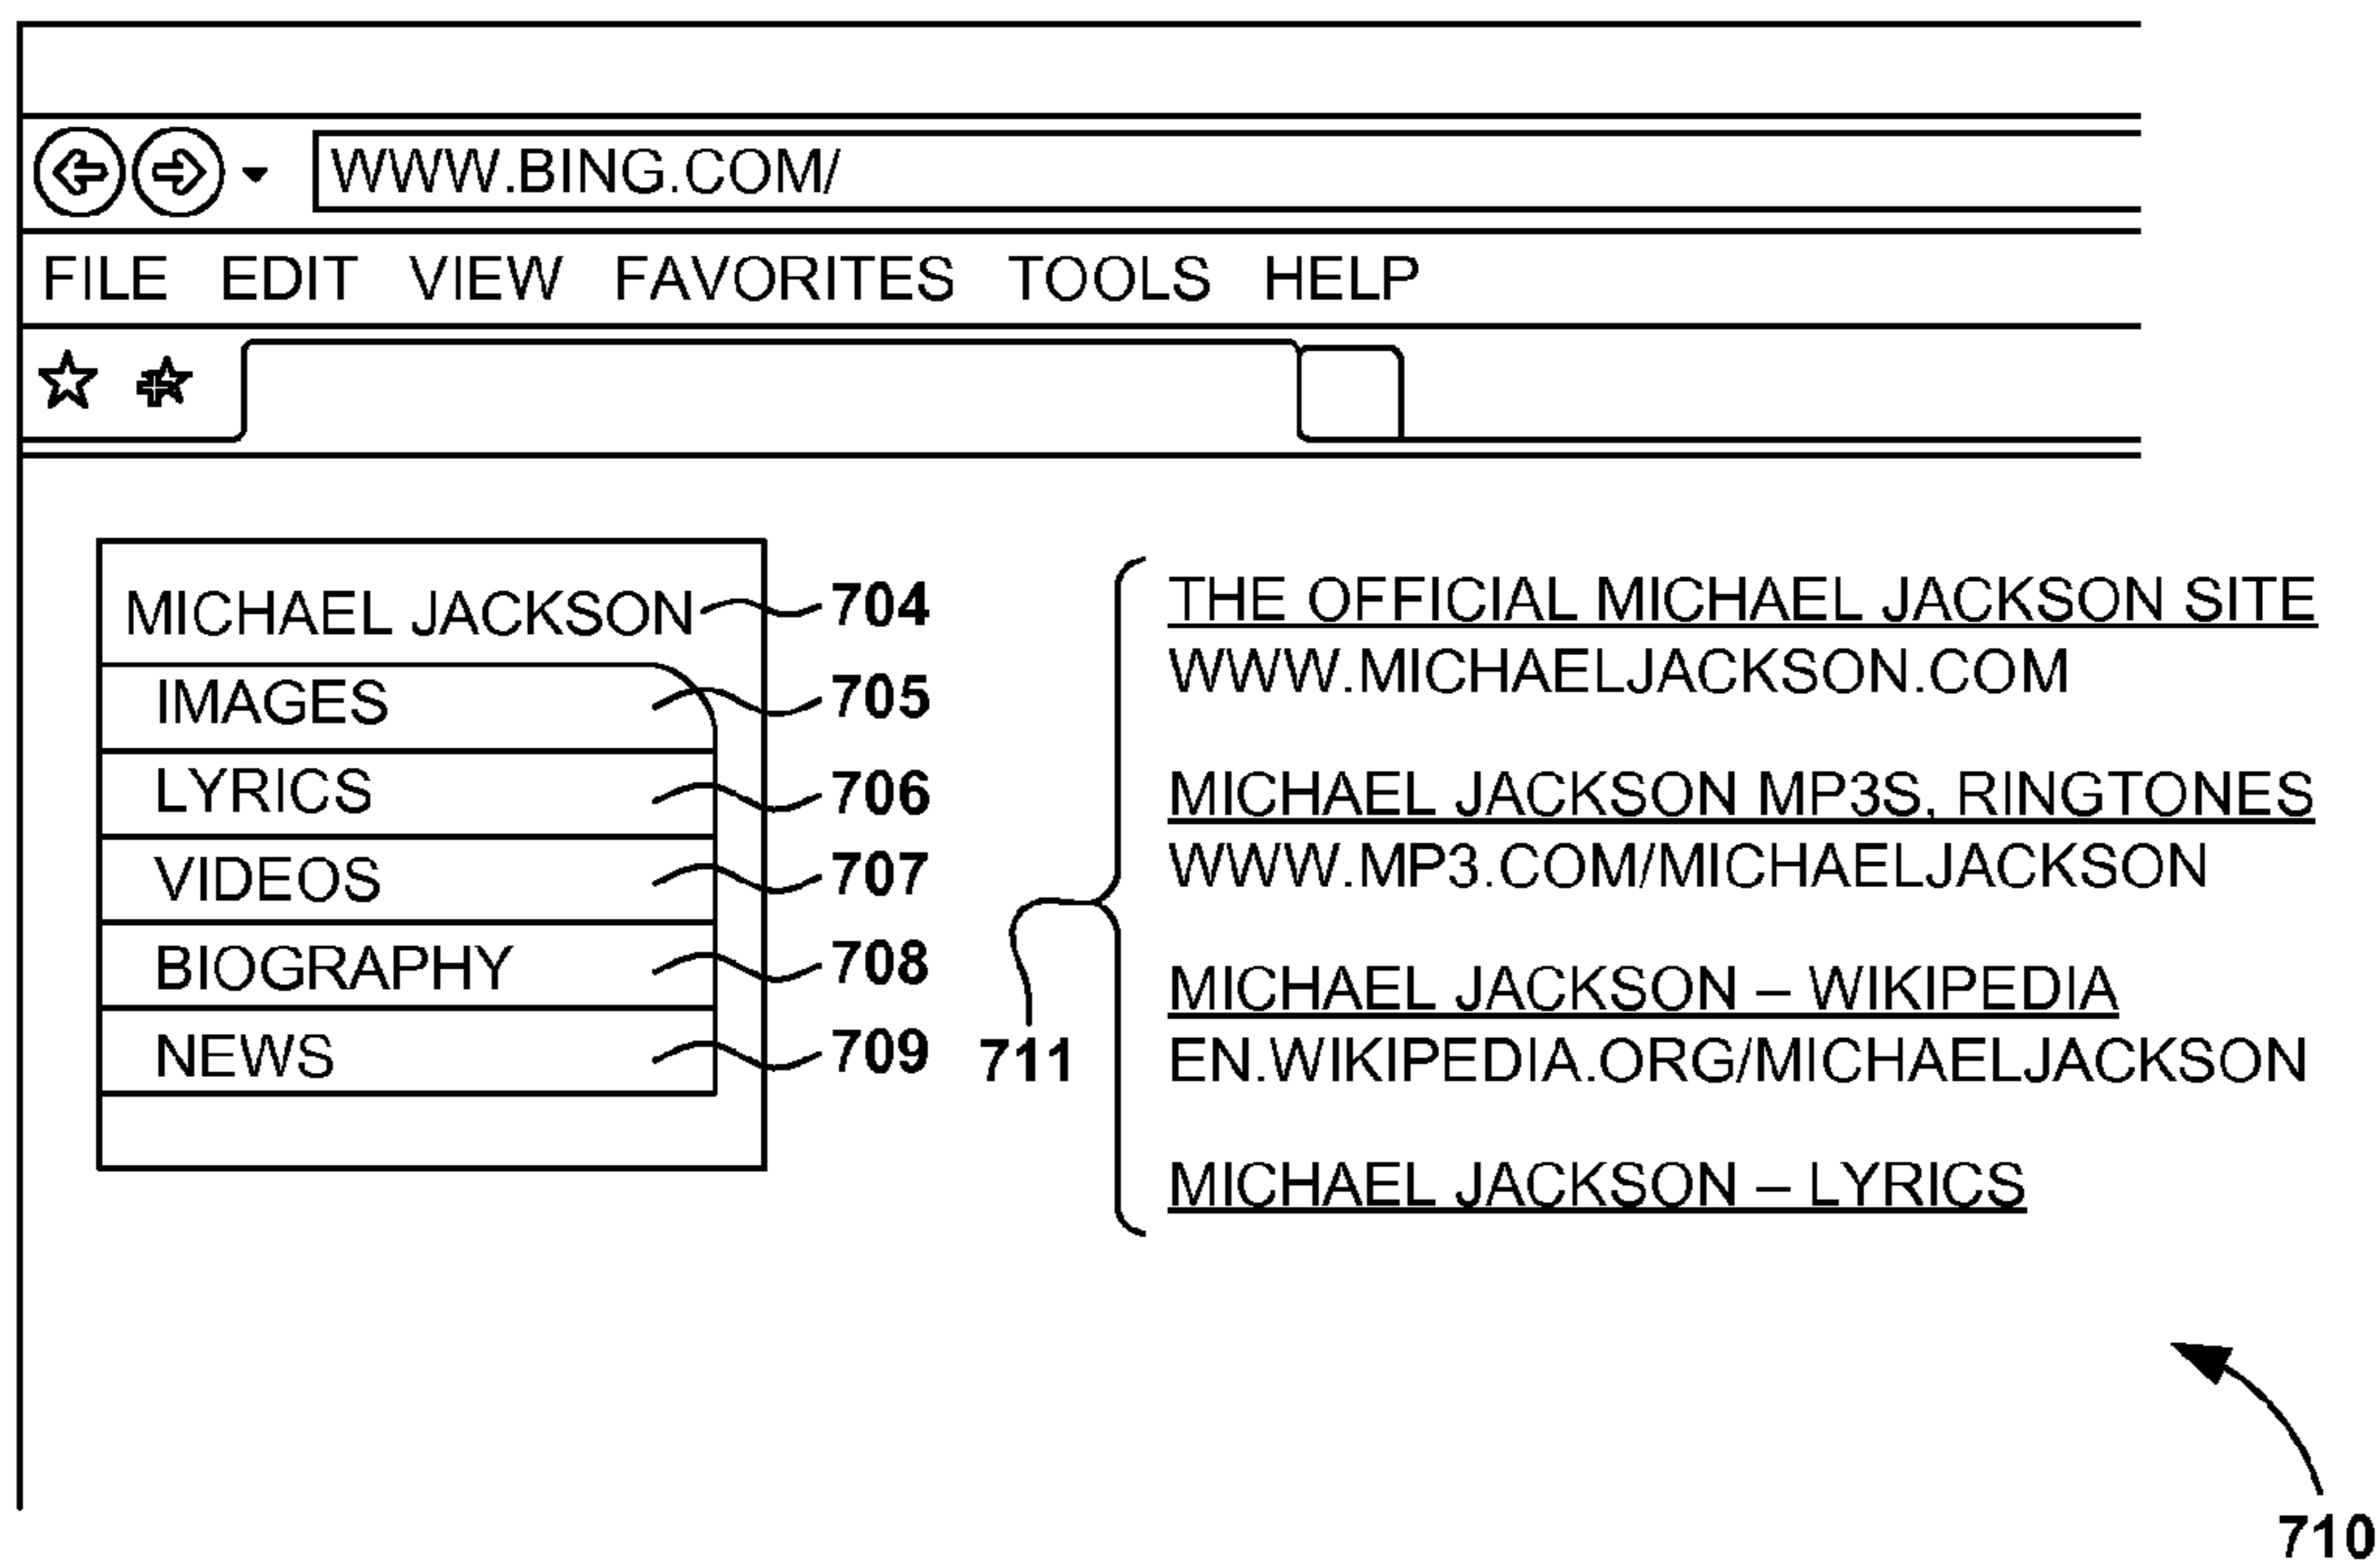 WWW.BING.COM/
FILE EDIT VIEW FAVORITES TOOLS HELP
MICHAEL JACKSON 704
IMAGES 705
LYRICS 706
VIDEOS 707
BIOGRAPHY 708
NEWS 709
711
THE OFFICIAL MICHAEL JACKSON SITE
WWW.MICHAELJACKSON.COM
MICHAEL JACKSON MP3S, RINGTONES
WWW.MP3.COM/MICHAELJACKSON
MICHAEL JACKSON – WIKIPEDIA
EN.WIKIPEDIA.ORG/MICHAELJACKSON
MICHAEL JACKSON – LYRICS
710